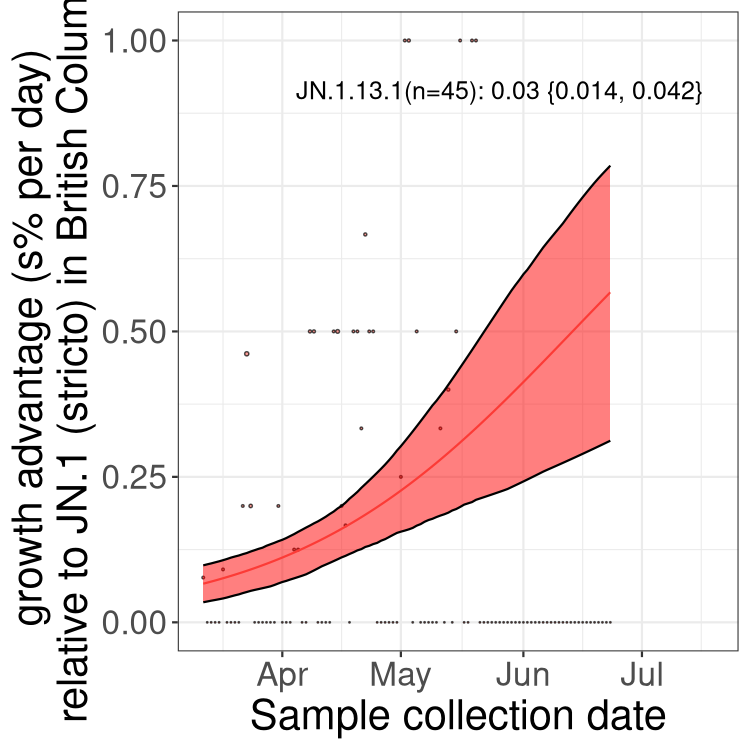 growth advantage (s% per day)
relative to JN.1 (stricto) in British Colum
1.00
0.75
0.50
0.25
0.00
JN.1.13.1(n=45): 0.03 {0.014, 0.042}
Apr May Jun Jul
Sample collection date